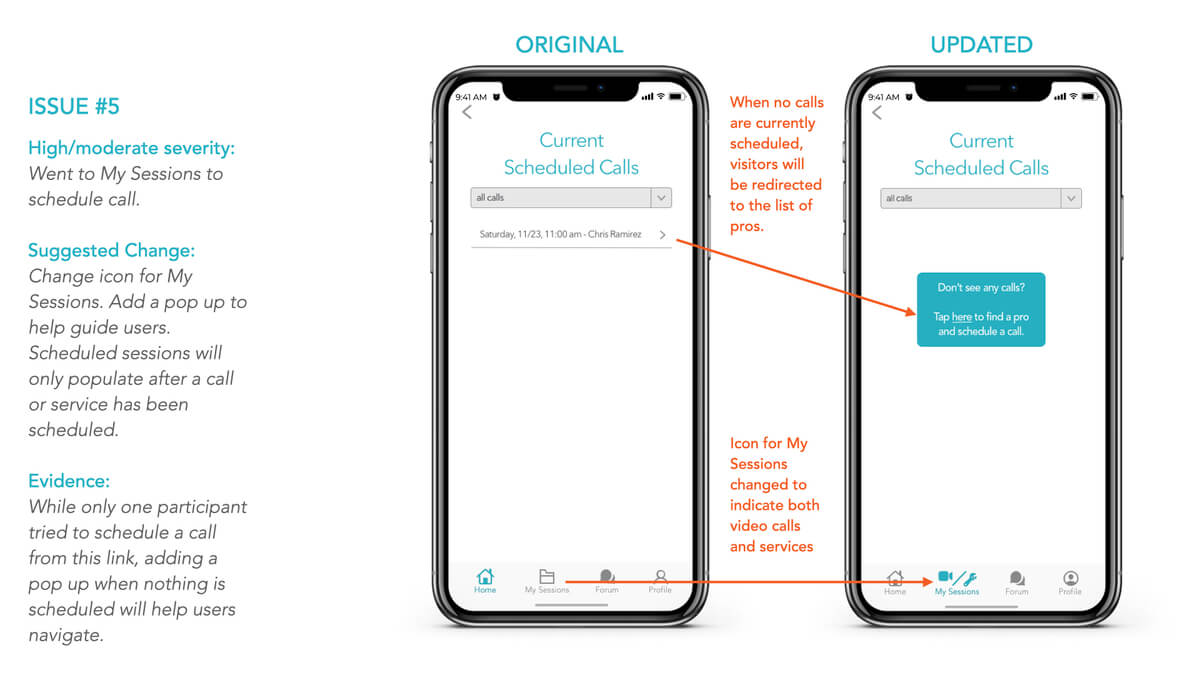 ORIGINAL
UPDATED
ISSUE #5
High/moderate severity:
Went to My Sessions to
schedule call.
Suggested Change:
Change icon for My
Sessions. Add a pop up to
help guide users.
Scheduled sessions will
only populate after a call
or service has been
scheduled.
Evidence:
While only one participant
tried to schedule a call
from this link, adding a
pop up when nothing is
scheduled will help users
navigate.
9:41 AM
Current
Scheduled Calls
all calls
Saturday, 11/23, 11:00 am - Chris Ramirez
Home
My Sessions
Forum
Profile
When no calls
are currently
scheduled,
visitors will
be redirected
to the list of
pros.
Icon for My
Sessions
changed to
indicate both
video calls
and services
9:41 AM
Current
Scheduled Calls
all calls
Don't see any calls?
Tap here to find a pro
and schedule a call.
Home
My Sessions
Forum
Profile